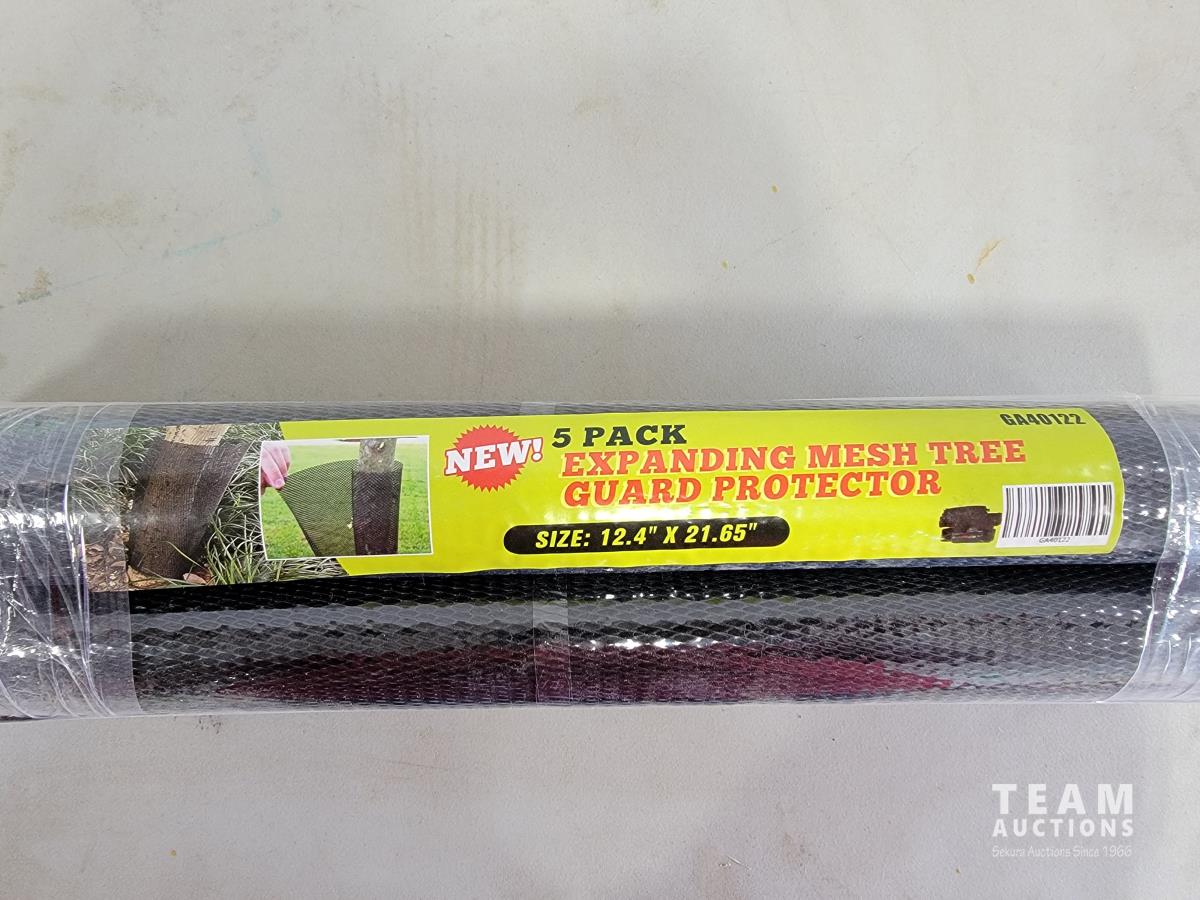 GA40122
NEW!
5 PACK
EXPANDING MESH TREE
GUARD PROTECTOR
SIZE: 12.4" X 21.65"
GA40122
TEAM
AUCTIONS
Sekura Auctions Since 1966